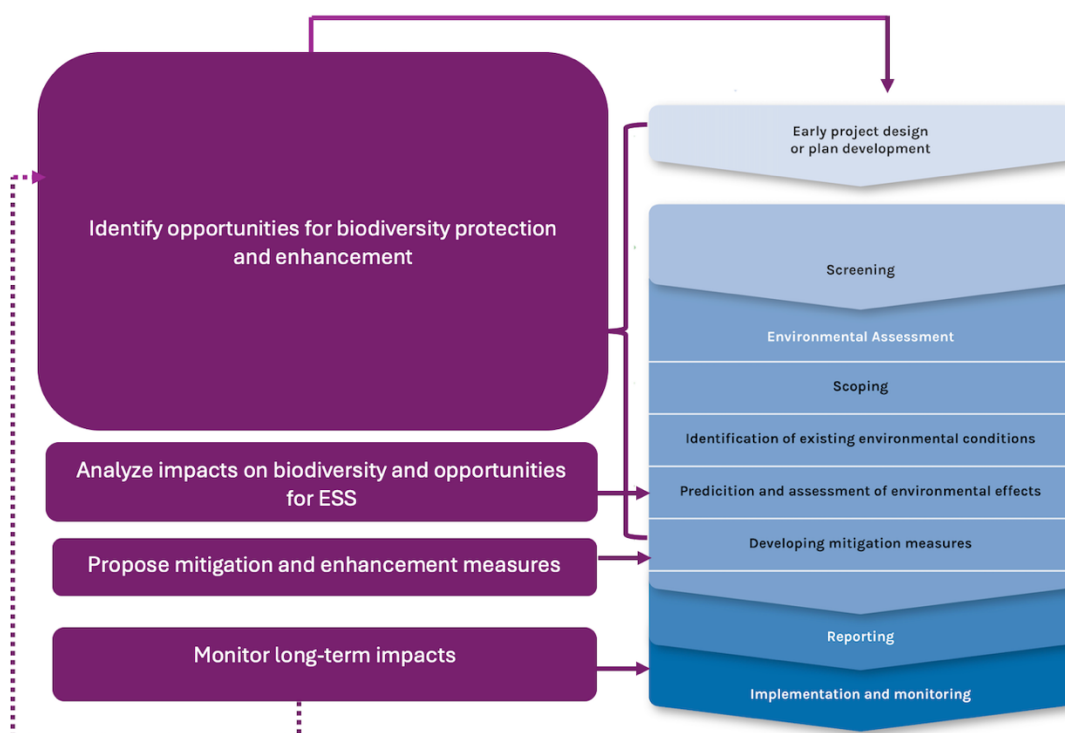 Early project design
or plan development
Identify opportunities for biodiversity protection
and enhancement
Screening
Environmental Assessment
Scoping
Identification of existing environmental conditions
Analyze impacts on biodiversity and opportunities
for ESS
Predicition and assessment of environmental effects
Developing mitigation measures
Propose mitigation and enhancement measures
Reporting
Monitor long-term impacts
Implementation and monitoring